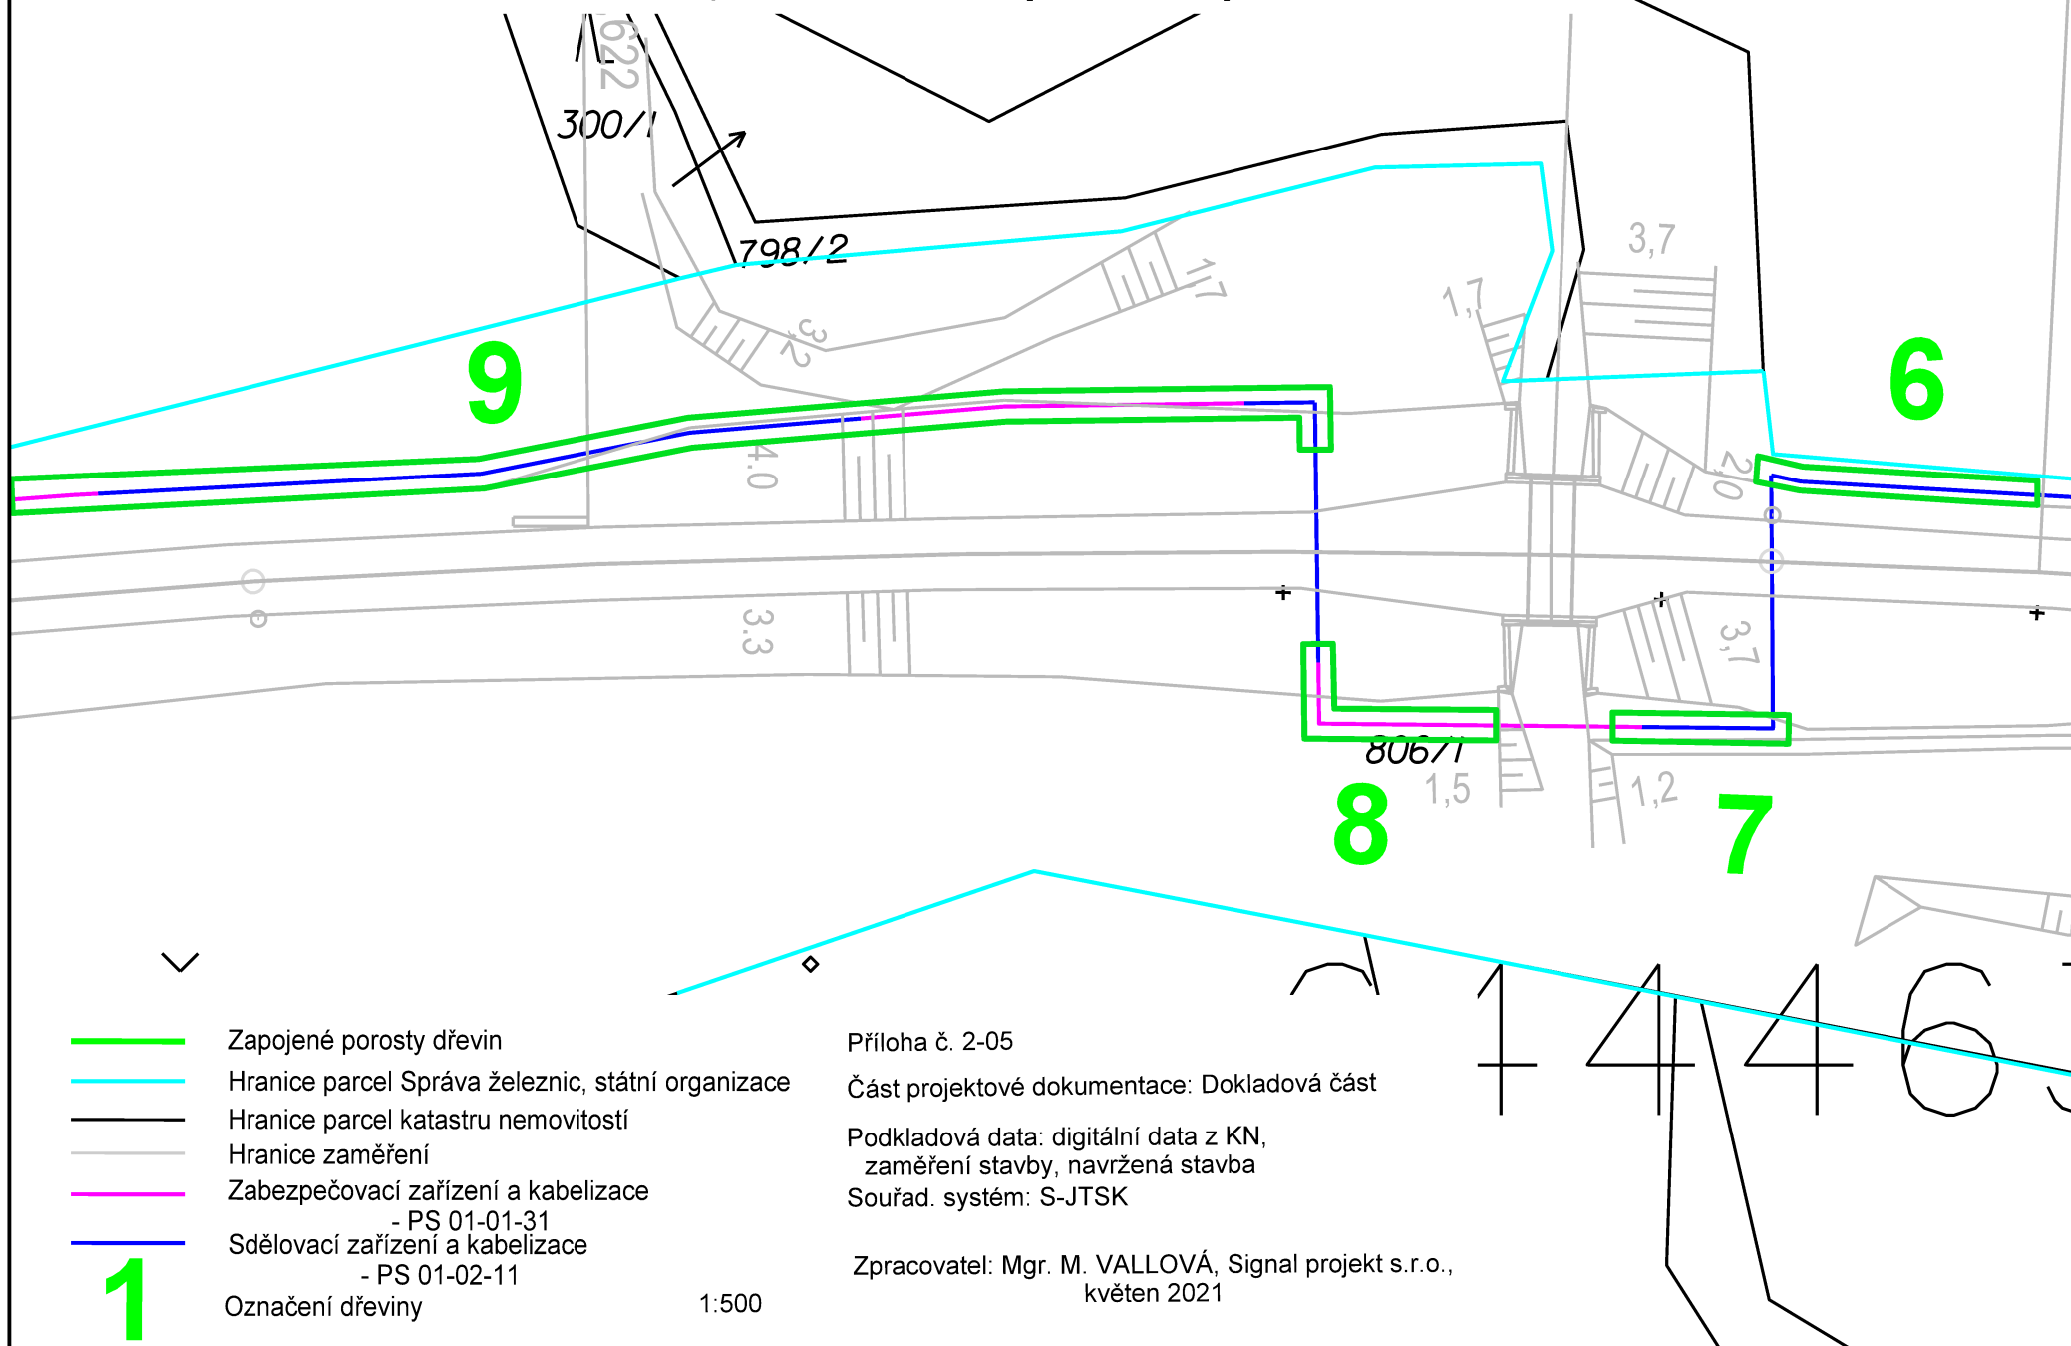 622
300/1
798/2
3,7
1,7
1,7
3,2
9
6
4.0
2,0
3.3
3,7
806/1
1,5
1,2
8
7
1446
Zapojené porosty dřevin
Hranice parcel Správa železnic, státní organizace
Hranice parcel katastru nemovitostí
Hranice zaměření
Zabezpečovací zařízení a kabelizace
- PS 01-01-31
Sdělovací zařízení a kabelizace
- PS 01-02-11
1 Označení dřeviny
1:500
Příloha č. 2-05
Část projektové dokumentace: Dokladová část
Podkladová data: digitální data z KN,
zaměření stavby, navržená stavba
Souřad. systém: S-JTSK
Zpracovatel: Mgr. M. VALLOVÁ, Signal projekt s.r.o.,
květen 2021